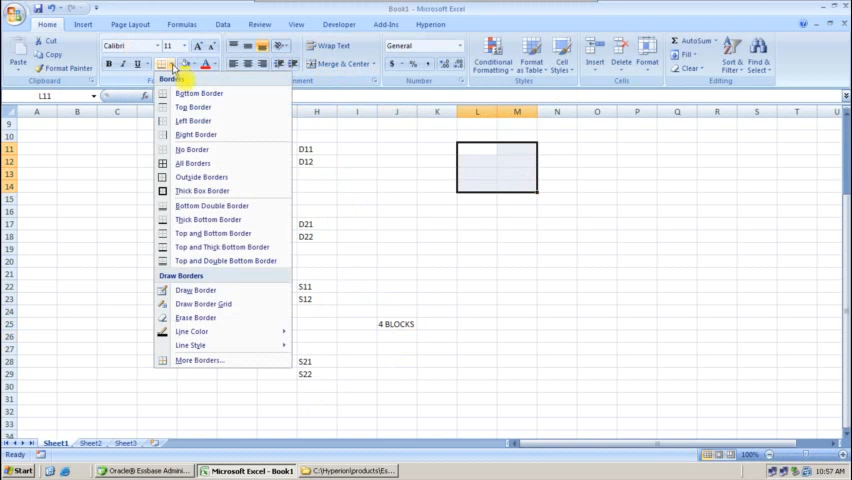 Book1 - Microsoft Excel
Home Insert Page Layout Formulas Data Review View Developer Add-Ins Hyperion
Cut
Copy
Format Painter
Paste
Clipboard
Calibri 11
B I U
Wrap Text
Merge & Center
Alignment
General
$ % ,
Number
Conditional Formatting
Format as Table
Cell Styles
Styles
Insert Delete Format
Cells
AutoSum
Fill
Clear
Sort & Filter
Find & Select
Editing
L11
fx
A B C H I J K L M N O P Q R S T U
Borders
Bottom Border
Top Border
Left Border
Right Border
No Border
All Borders
Outside Borders
Thick Box Border
Bottom Double Border
Thick Bottom Border
Top and Bottom Border
Top and Thick Bottom Border
Top and Double Bottom Border
Draw Borders
Draw Border
Draw Border Grid
Erase Border
Line Color
Line Style
More Borders...
9
10
11 D11
12 D12
13
14
15
16
17 D21
18 D22
19
20
21
22 S11
23 S12
24
25 4 BLOCKS
26
27
28 S21
29 S22
30
31
32
33
34
Sheet1 Sheet2 Sheet3
Ready
100%
Start
Oracle® Essbase Admini...
Microsoft Excel - Book1
C:\Hyperion\products\Es...
10:57 AM